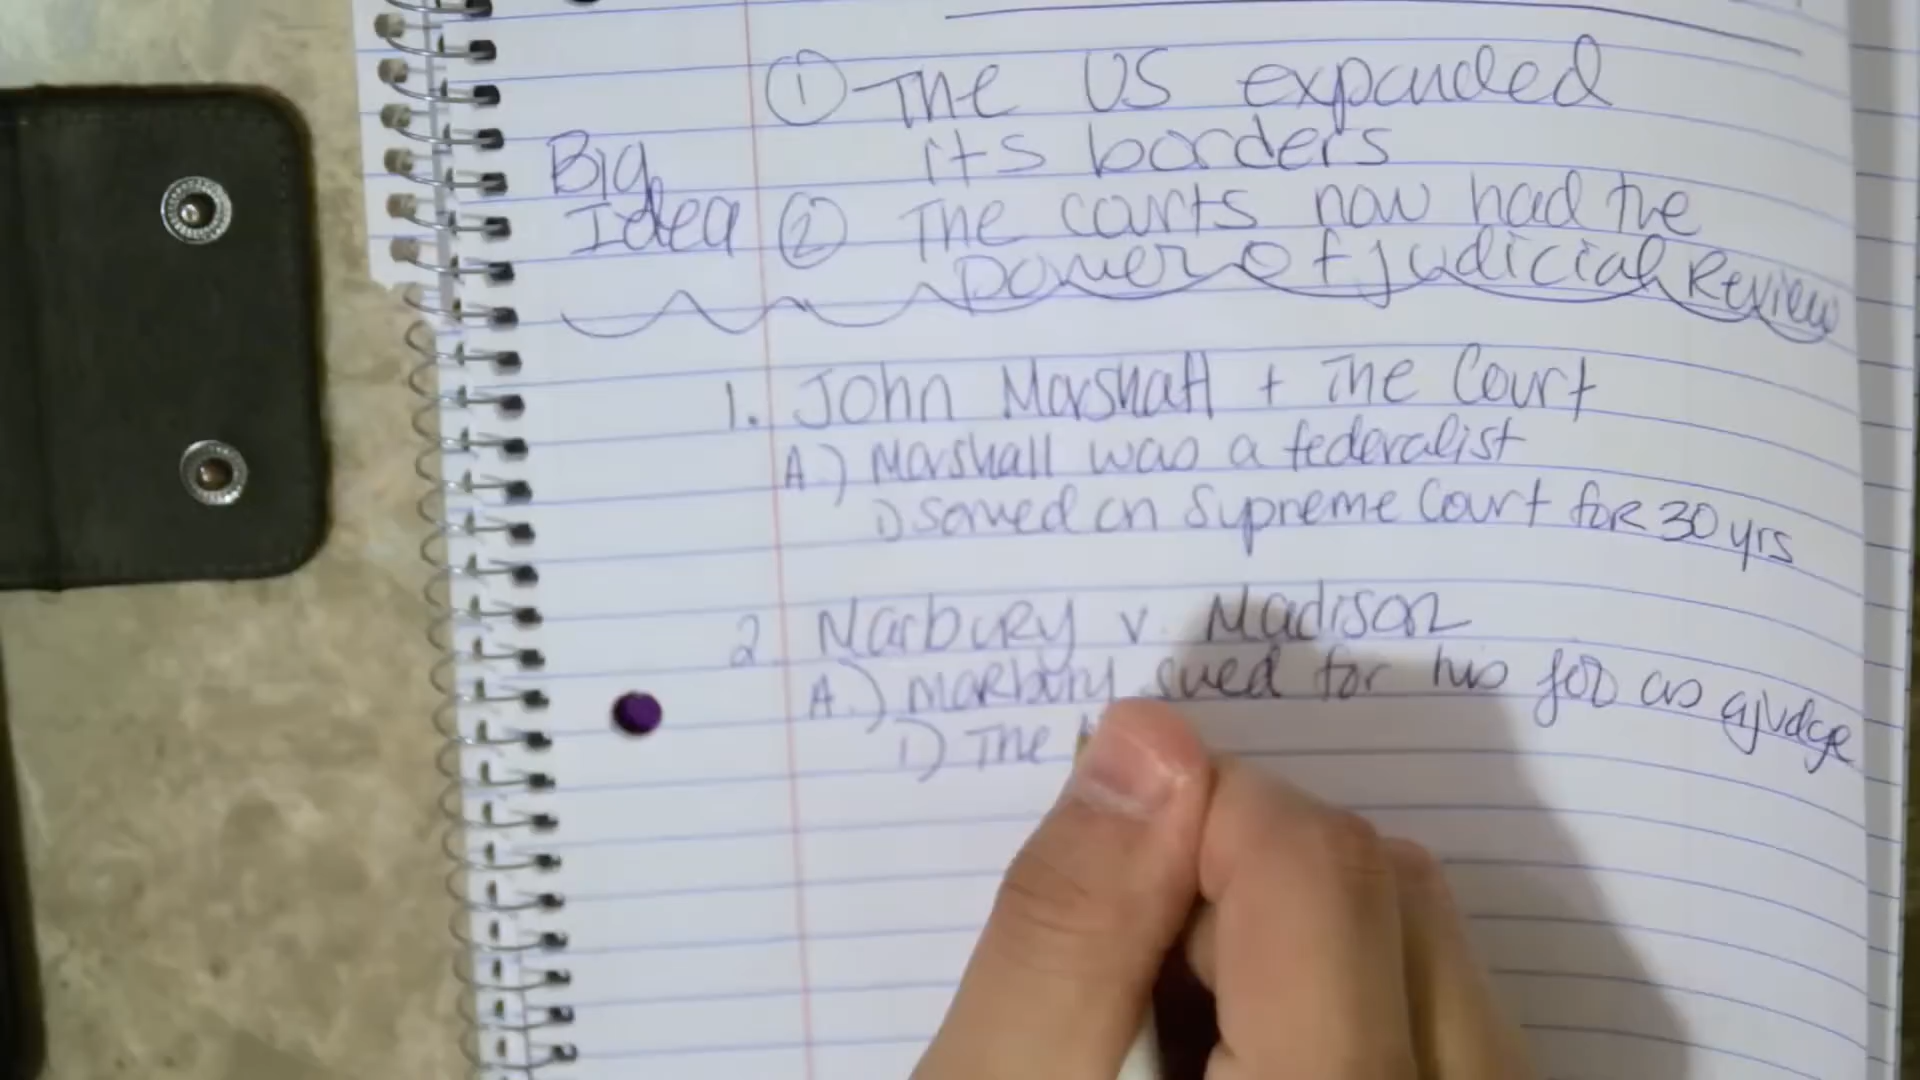 ① The US expanded
its borders
Big
Idea ② The courts now had the
power of judicial Review
1. John Marshall + The Court
A.) Marshall was a federalist
1) served on Supreme Court for 30 yrs
2. Marbury v. Madison
A.) Marbury sued for his job as a judge
1) The